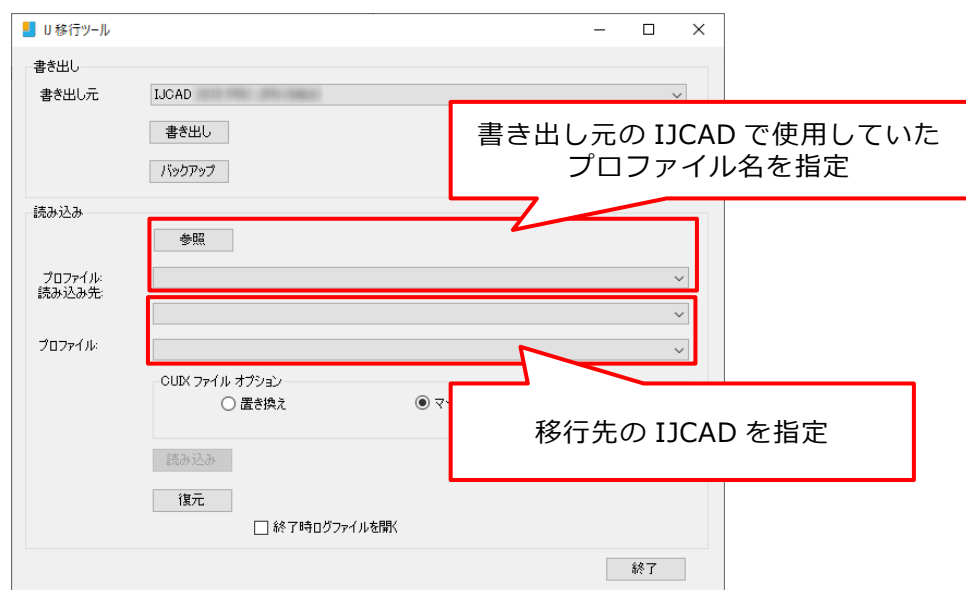 IJ 移行ツール
書き出し
書き出し元
IJCAD
書き出し
バックアップ
書き出し元の IJCAD で使用していた
プロファイル名を指定
読み込み
参照
プロファイル:
読み込み先:
プロファイル:
CUIX ファイル オプション
置き換え
移行先の IJCAD を指定
読み込み
復元
終了時ログファイルを開く
終了